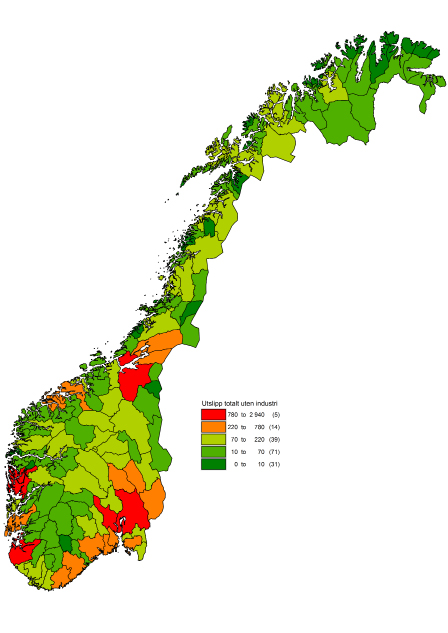 Utslipp totalt uten industri
780 to 2 940 (5)
220 to 780 (14)
70 to 220 (39)
10 to 70 (71)
0 to 10 (31)